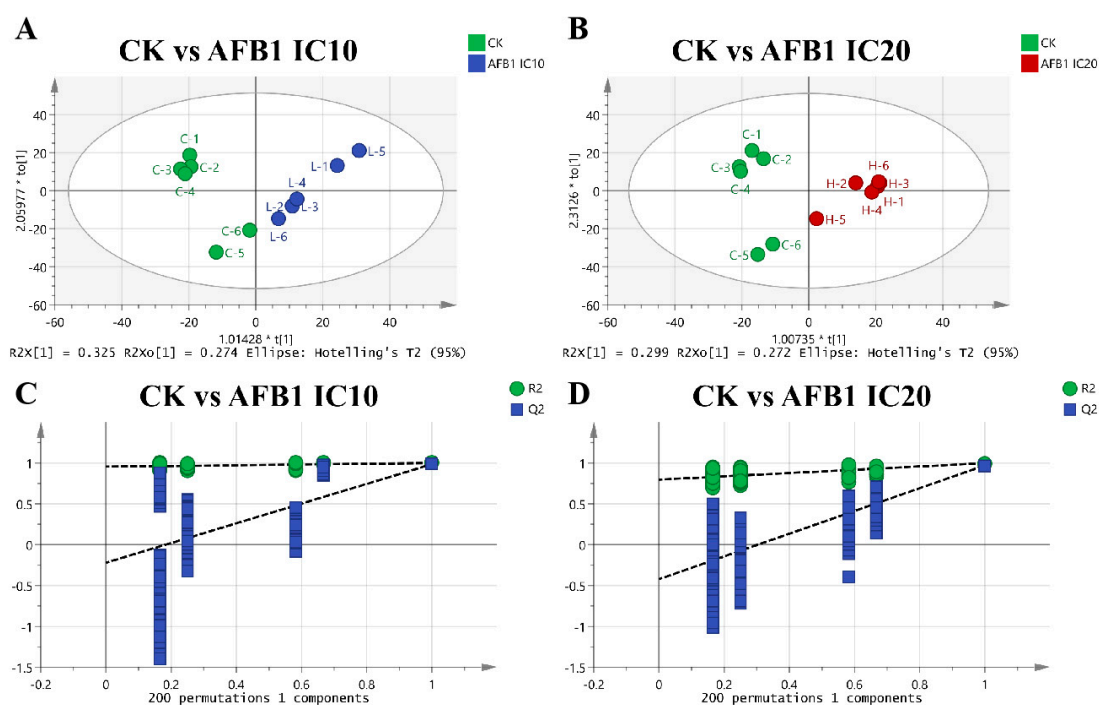 A
CK vs AFB1 IC10
CK
AFB1 IC10
40
20
0
-20
-40
-60
2.05977 * to[1]
C-1
C-3
C-2
C-4
C-6
C-5
L-5
L-1
L-4
L-2
L-3
L-6
-60
-40
-20
0
20
40
1.01428 * t[1]
R2X[1] = 0.325 R2Xo[1] = 0.274 Ellipse: Hotelling's T2 (95%)
B
CK vs AFB1 IC20
CK
AFB1 IC20
40
20
0
-20
-40
-60
2.3126 * to[1]
C-1
C-2
C-3
C-4
C-6
C-5
H-6
H-2
H-3
H-1
H-4
H-5
-60
-40
-20
0
20
40
1.00735 * t[1]
R2X[1] = 0.299 R2Xo[1] = 0.272 Ellipse: Hotelling's T2 (95%)
C
CK vs AFB1 IC10
R2
Q2
1
0.5
0
-0.5
-1
-1.5
-0.2
0
0.2
0.4
0.6
0.8
1
200 permutations 1 components
D
CK vs AFB1 IC20
R2
Q2
1
0.5
0
-0.5
-1
-1.5
-0.2
0
0.2
0.4
0.6
0.8
1
200 permutations 1 components